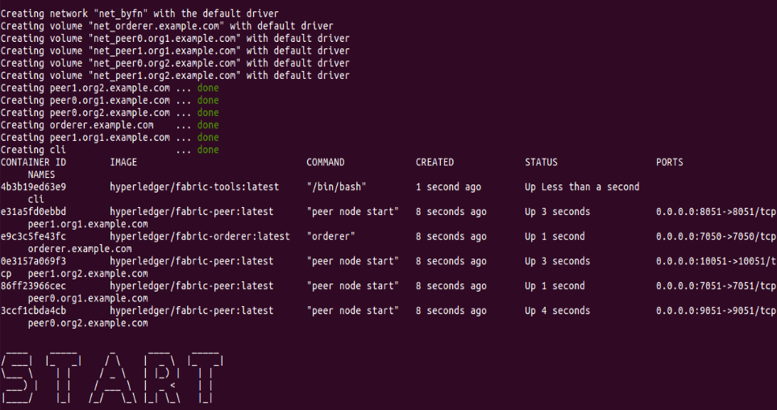 Creating network "net_byfn" with the default driver
Creating volume "net_orderer.example.com" with default driver
Creating volume "net_peer0.org1.example.com" with default driver
Creating volume "net_peer1.org1.example.com" with default driver
Creating volume "net_peer0.org2.example.com" with default driver
Creating volume "net_peer1.org2.example.com" with default driver
Creating peer1.org2.example.com ... done
Creating peer0.org1.example.com ... done
Creating peer0.org2.example.com ... done
Creating orderer.example.com    ... done
Creating peer1.org1.example.com ... done
Creating cli                    ... done
CONTAINER ID        IMAGE                               COMMAND             CREATED             STATUS                  PORTS
     NAMES
4b3b19ed63e9        hyperledger/fabric-tools:latest     "/bin/bash"         1 second ago        Up Less than a second
     cli
e31a5fd0ebbd        hyperledger/fabric-peer:latest      "peer node start"   8 seconds ago       Up 3 seconds            0.0.0.0:8051->8051/tcp
     peer1.org1.example.com
e9c3c5fe43fc        hyperledger/fabric-orderer:latest   "orderer"           8 seconds ago       Up 1 second             0.0.0.0:7050->7050/tcp
     orderer.example.com
0e3157a069f3        hyperledger/fabric-peer:latest      "peer node start"   8 seconds ago       Up 3 seconds            0.0.0.0:10051->10051/t
cp   peer1.org2.example.com
86ff23966cec        hyperledger/fabric-peer:latest      "peer node start"   8 seconds ago       Up 1 second             0.0.0.0:7051->7051/tcp
     peer0.org1.example.com
3ccf1cbda4cb        hyperledger/fabric-peer:latest      "peer node start"   8 seconds ago       Up 4 seconds            0.0.0.0:9051->9051/tcp
     peer0.org2.example.com
START